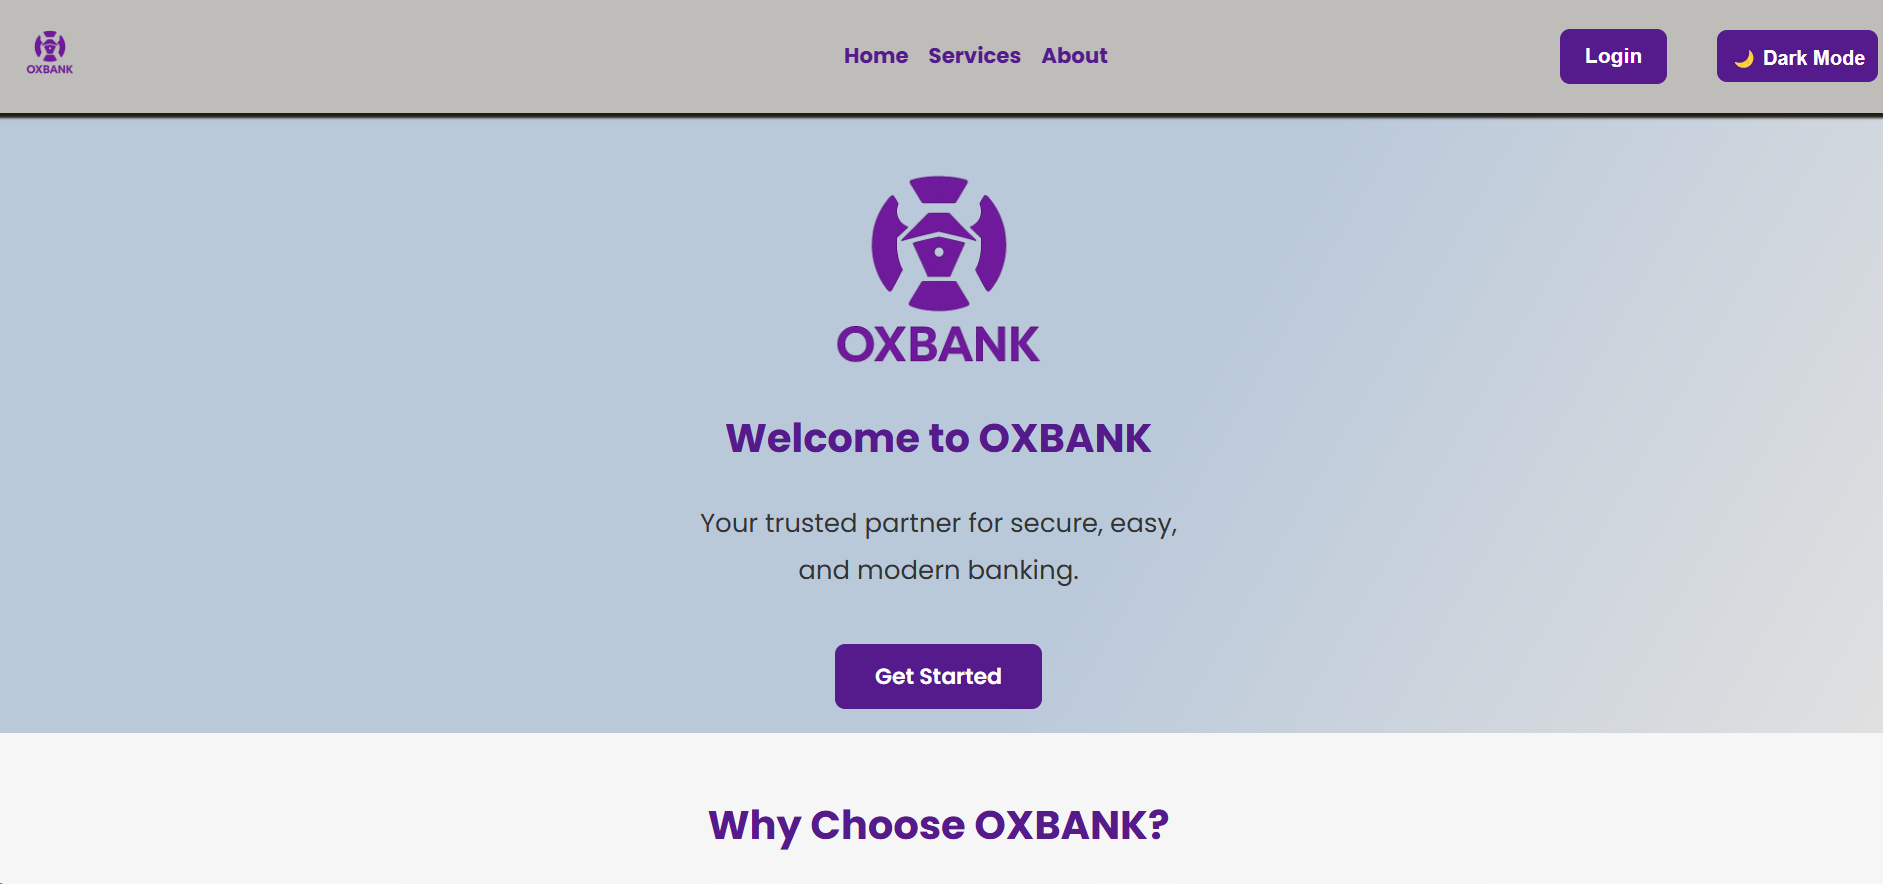 OXBANK
Home Services About
Login
🌙 Dark Mode
OXBANK
Welcome to OXBANK
Your trusted partner for secure, easy,
and modern banking.
Get Started
Why Choose OXBANK?